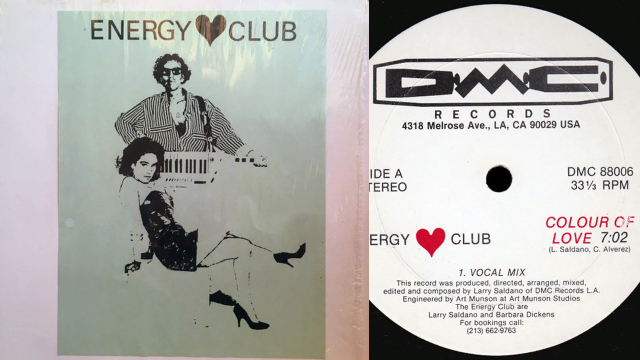 ENERGY ♥ CLUB
DMC
RECORDS
4318 Melrose Ave., LA, CA 90029 USA
IDE A
TEREO
DMC 88006
33⅓ RPM
ERGY ♥ CLUB
COLOUR OF
LOVE 7:02
(L. Saldano, C. Alverez)
1. VOCAL MIX
This record was produced, directed, arranged, mixed,
edited and composed by Larry Saldano of DMC Records L.A.
Engineered by Art Munson at Art Munson Studios
The Energy Club are
Larry Saldano and Barbara Dickens
For bookings call:
(213) 662-9763